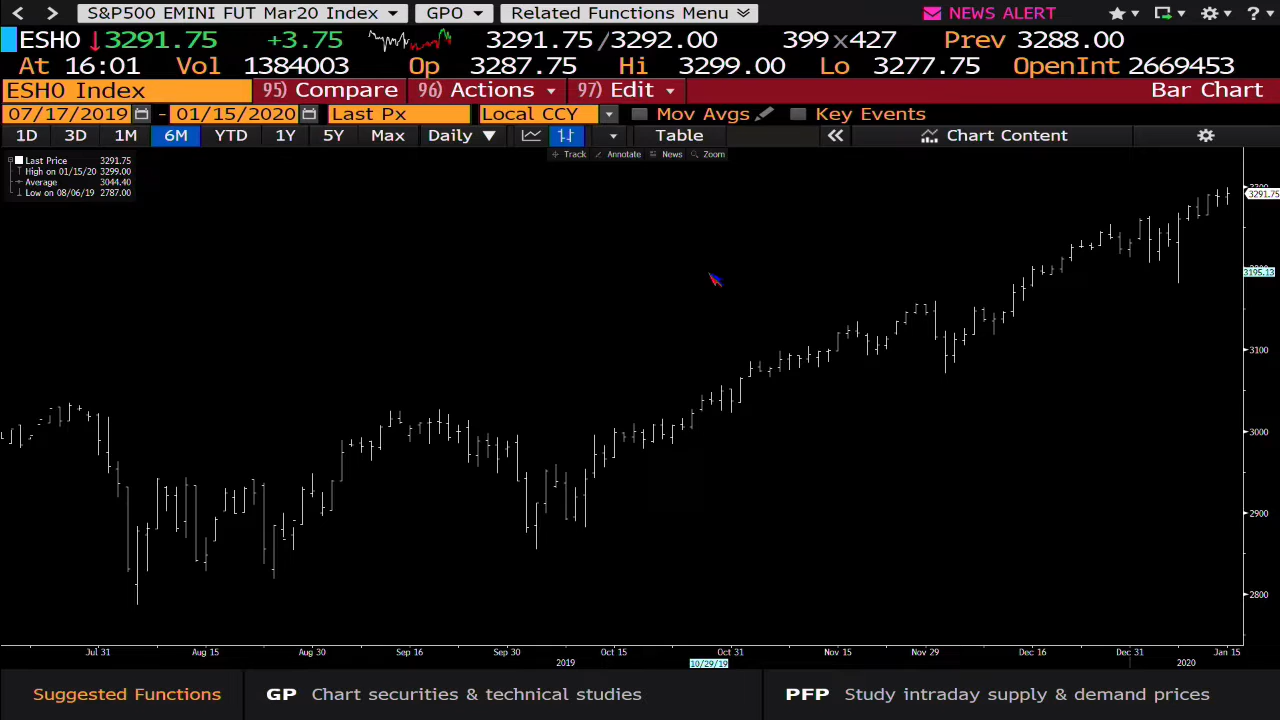 S&P500 EMINI FUT Mar20 Index GPO Related Functions Menu NEWS ALERT ?
ESH0 ↓3291.75 +3.75 3291.75/3292.00 399x427 Prev 3288.00
At 16:01 Vol 1384003 Op 3287.75 Hi 3299.00 Lo 3277.75 OpenInt 2669453
ESH0 Index 95) Compare 96) Actions 97) Edit Bar Chart
07/17/2019 - 01/15/2020 Last Px Local CCY Mov Avgs Key Events
1D 3D 1M 6M YTD 1Y 5Y Max Daily ▼ Table « Chart Content
Track Annotate News Zoom
Last Price 3291.75
High on 01/15/20 3299.00
Average 3044.40
Low on 08/06/19 2787.00
3291.75
3195.13
3100
3000
2900
2800
Jul 31 Aug 15 Aug 30 Sep 16 Sep 30 Oct 15 Oct 31 Nov 15 Nov 29 Dec 16 Dec 31 Jan 15
2019 10/29/19 2020
Suggested Functions GP Chart securities & technical studies PFP Study intraday supply & demand prices